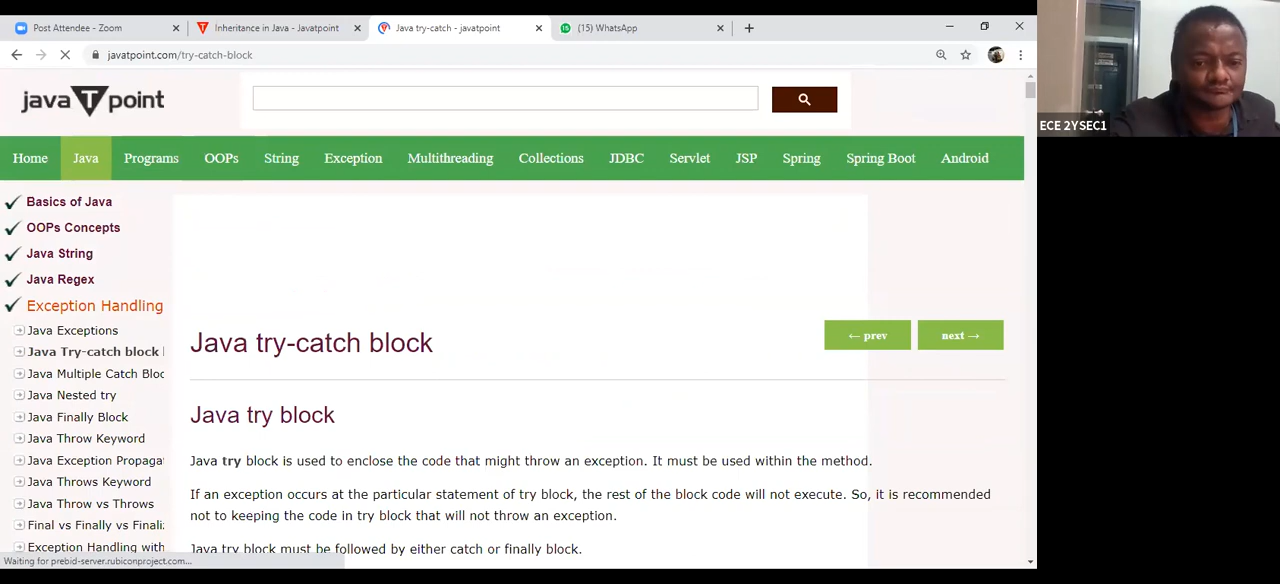 Post Attendee - Zoom
Inheritance in Java - Javatpoint
Java try-catch - javatpoint
(15) WhatsApp
javatpoint.com/try-catch-block
java T point
Home Java Programs OOPs String Exception Multithreading Collections JDBC Servlet JSP Spring Spring Boot Android
Basics of Java
OOPs Concepts
Java String
Java Regex
Exception Handling
Java Exceptions
Java Try-catch block
Java Multiple Catch Bloc
Java Nested try
Java Finally Block
Java Throw Keyword
Java Exception Propagat
Java Throws Keyword
Java Throw vs Throws
Final vs Finally vs Finaliz
Exception Handling with
Java try-catch block
← prev
next →
Java try block
Java try block is used to enclose the code that might throw an exception. It must be used within the method.
If an exception occurs at the particular statement of try block, the rest of the block code will not execute. So, it is recommended
not to keeping the code in try block that will not throw an exception.
Java try block must be followed by either catch or finally block.
Waiting for prebid-server.rubiconproject.com...
ECE 2YSEC1